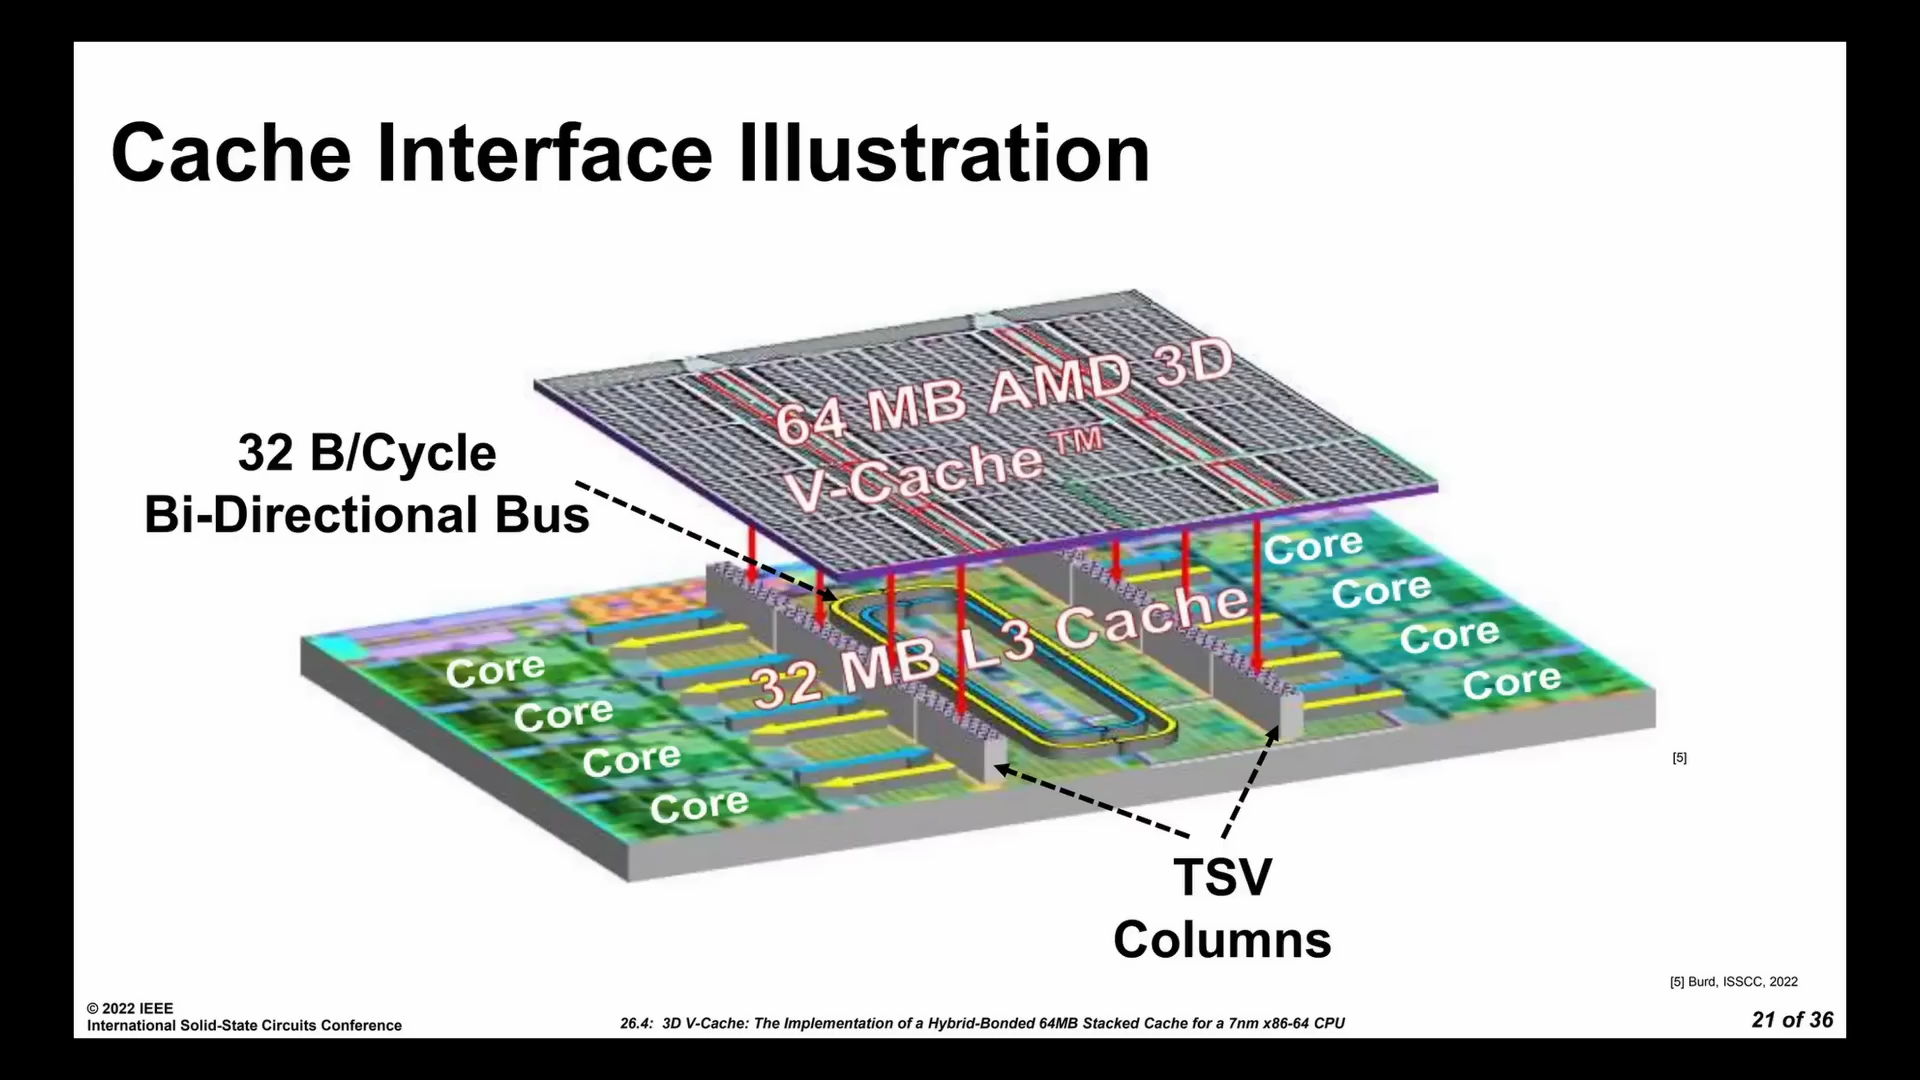 Cache Interface Illustration
64 MB AMD 3D
V-Cache™
32 B/Cycle
Bi-Directional Bus
32 MB L3 Cache
Core
Core
Core
Core
Core
Core
Core
Core
TSV
Columns
[5]
[5] Burd, ISSCC, 2022
© 2022 IEEE
International Solid-State Circuits Conference
26.4: 3D V-Cache: The Implementation of a Hybrid-Bonded 64MB Stacked Cache for a 7nm x86-64 CPU
21 of 36